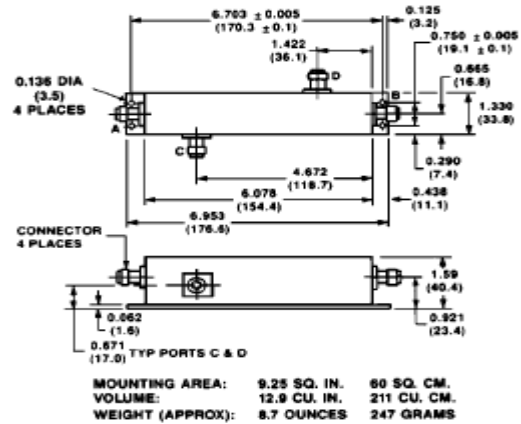 6.703 ± 0.005
(170.3 ± 0.1)
0.125
(3.2)
1.422
(36.1)
0.750 ± 0.005
(19.1 ± 0.1)
0.665
(16.8)
D
B
0.136 DIA
(3.5)
4 PLACES
1.330
(33.8)
A
C
0.290
(7.4)
4.672
(118.7)
6.078
(154.4)
0.438
(11.1)
6.953
(176.6)
CONNECTOR
4 PLACES
1.59
(40.4)
0.062
(1.6)
0.921
(23.4)
0.671
(17.0) TYP PORTS C & D
MOUNTING AREA: 9.25 SQ. IN. 60 SQ. CM.
VOLUME: 12.9 CU. IN. 211 CU. CM.
WEIGHT (APPROX): 8.7 OUNCES 247 GRAMS